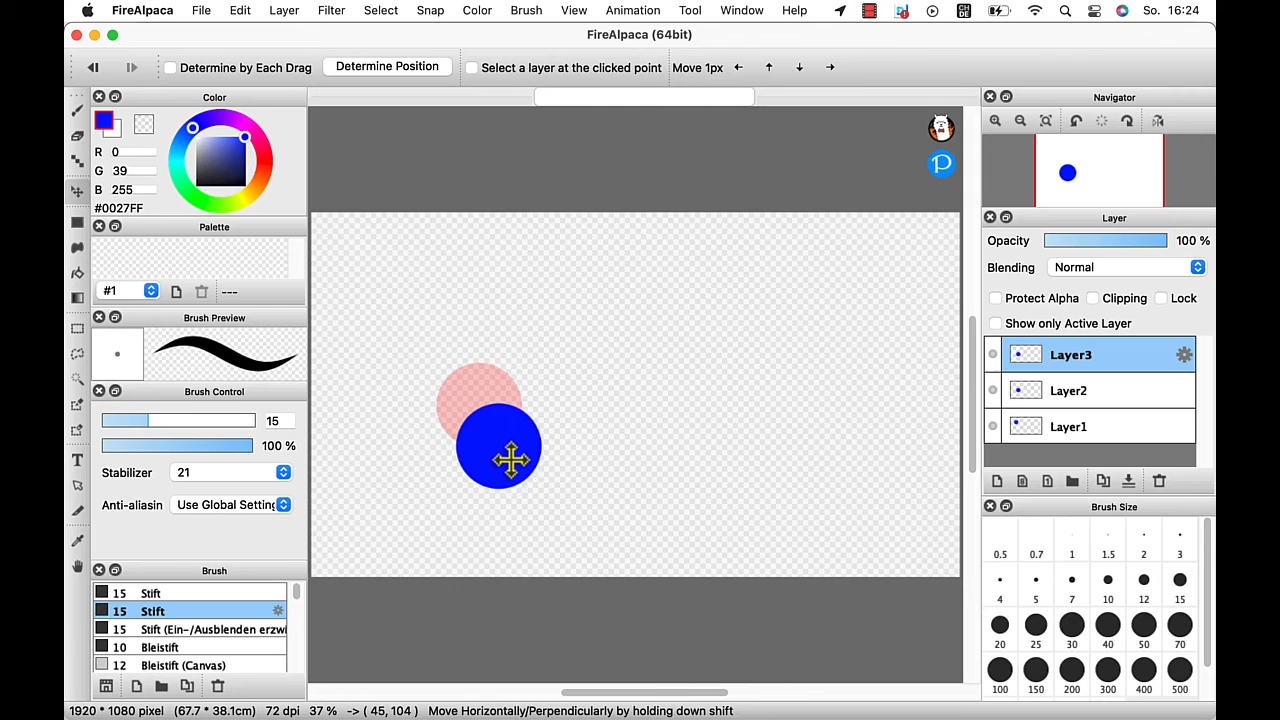 FireAlpaca File Edit Layer Filter Select Snap Color Brush View Animation Tool Window Help CH DE So. 16:24
FireAlpaca (64bit)
Determine by Each Drag Determine Position Select a layer at the clicked point Move 1px
Color
R 0
G 39
B 255
#0027FF
Palette
#1 ---
Brush Preview
Brush Control
15
100 %
Stabilizer 21
Anti-aliasin Use Global Setting
Brush
15 Stift
15 Stift
15 Stift (Ein-/Ausblenden erzwi
10 Bleistift
12 Bleistift (Canvas)
P
Navigator
Layer
Opacity 100 %
Blending Normal
Protect Alpha Clipping Lock
Show only Active Layer
Layer3
Layer2
Layer1
Brush Size
0.5 0.7 1 1.5 2 3
4 5 7 10 12 15
20 25 30 40 50 70
100 150 200 300 400 500
1920 * 1080 pixel (67.7 * 38.1cm) 72 dpi 37 % -> ( 45, 104 ) Move Horizontally/Perpendicularly by holding down shift